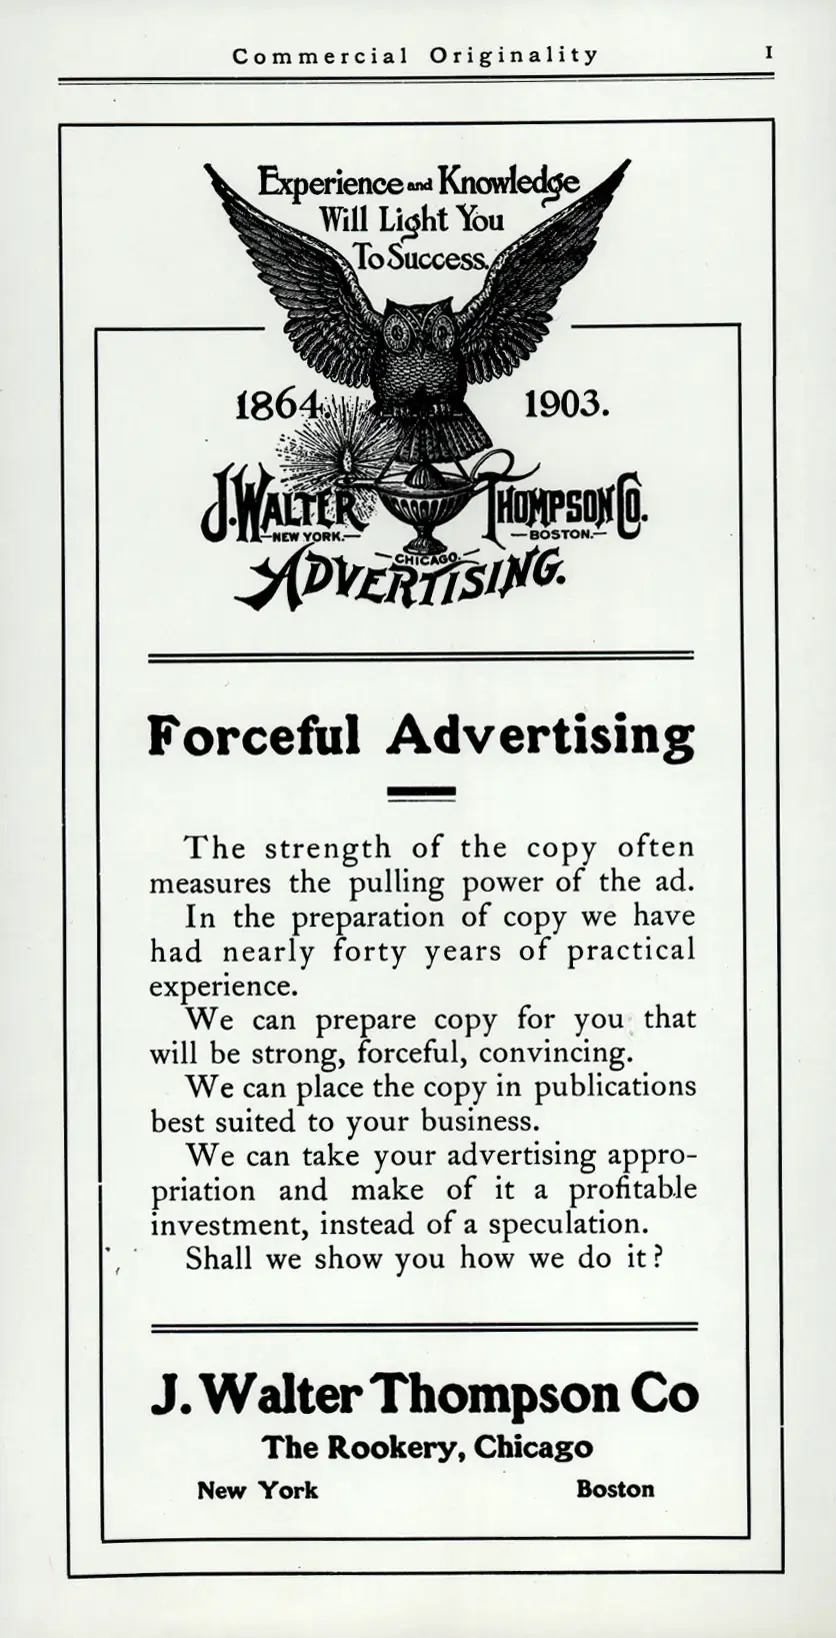 Commercial Originality 1
Experience and Knowledge
Will Light You
To Success.
1864. 1903.
J. Walter Thompson Co.
—NEW YORK.— —BOSTON.—
—CHICAGO.—
ADVERTISING.
Forceful Advertising
The strength of the copy often
measures the pulling power of the ad.
In the preparation of copy we have
had nearly forty years of practical
experience.
We can prepare copy for you that
will be strong, forceful, convincing.
We can place the copy in publications
best suited to your business.
We can take your advertising appro-
priation and make of it a profitable
investment, instead of a speculation.
Shall we show you how we do it?
J. Walter Thompson Co
The Rookery, Chicago
New York Boston